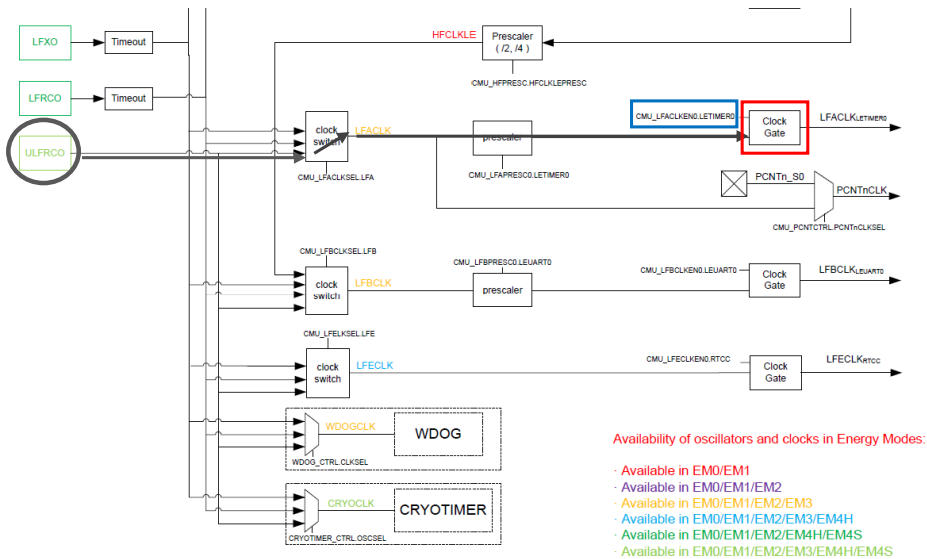 HFCLKLE
Prescaler
( /2, /4 )
CMU_HFPRESC.HFCLKLEPRESC
LFXO
Timeout
LFRCO
Timeout
ULFRCO
clock
switch
LFACLK
CMU_LFACLKSEL.LFA
prescaler
CMU_LFAPRESC0.LETIMER0
CMU_LFACLKEN0.LETIMER0
Clock
Gate
LFACLKLETIMER0
PCNTn_S0
PCNTnCLK
CMU_PCNTCTRL.PCNTnCLKSEL
CMU_LFBCLKSEL.LFB
clock
switch
LFBCLK
CMU_LFBPRESC0.LEUART0
prescaler
CMU_LFBCLKEN0.LEUART0
Clock
Gate
LFBCLKLEUART0
CMU_LFELKSEL.LFE
clock
switch
LFECLK
CMU_LFECLKEN0.RTCC
Clock
Gate
LFECLKRTCC
WDOGCLK
WDOG
WDOG_CTRL.CLKSEL
CRYOCLK
CRYOTIMER
CRYOTIMER_CTRL.OSCSEL
Availability of oscillators and clocks in Energy Modes:
· Available in EM0/EM1
· Available in EM0/EM1/EM2
· Available in EM0/EM1/EM2/EM3
· Available in EM0/EM1/EM2/EM3/EM4H
· Available in EM0/EM1/EM2/EM4H/EM4S
· Available in EM0/EM1/EM2/EM3/EM4H/EM4S